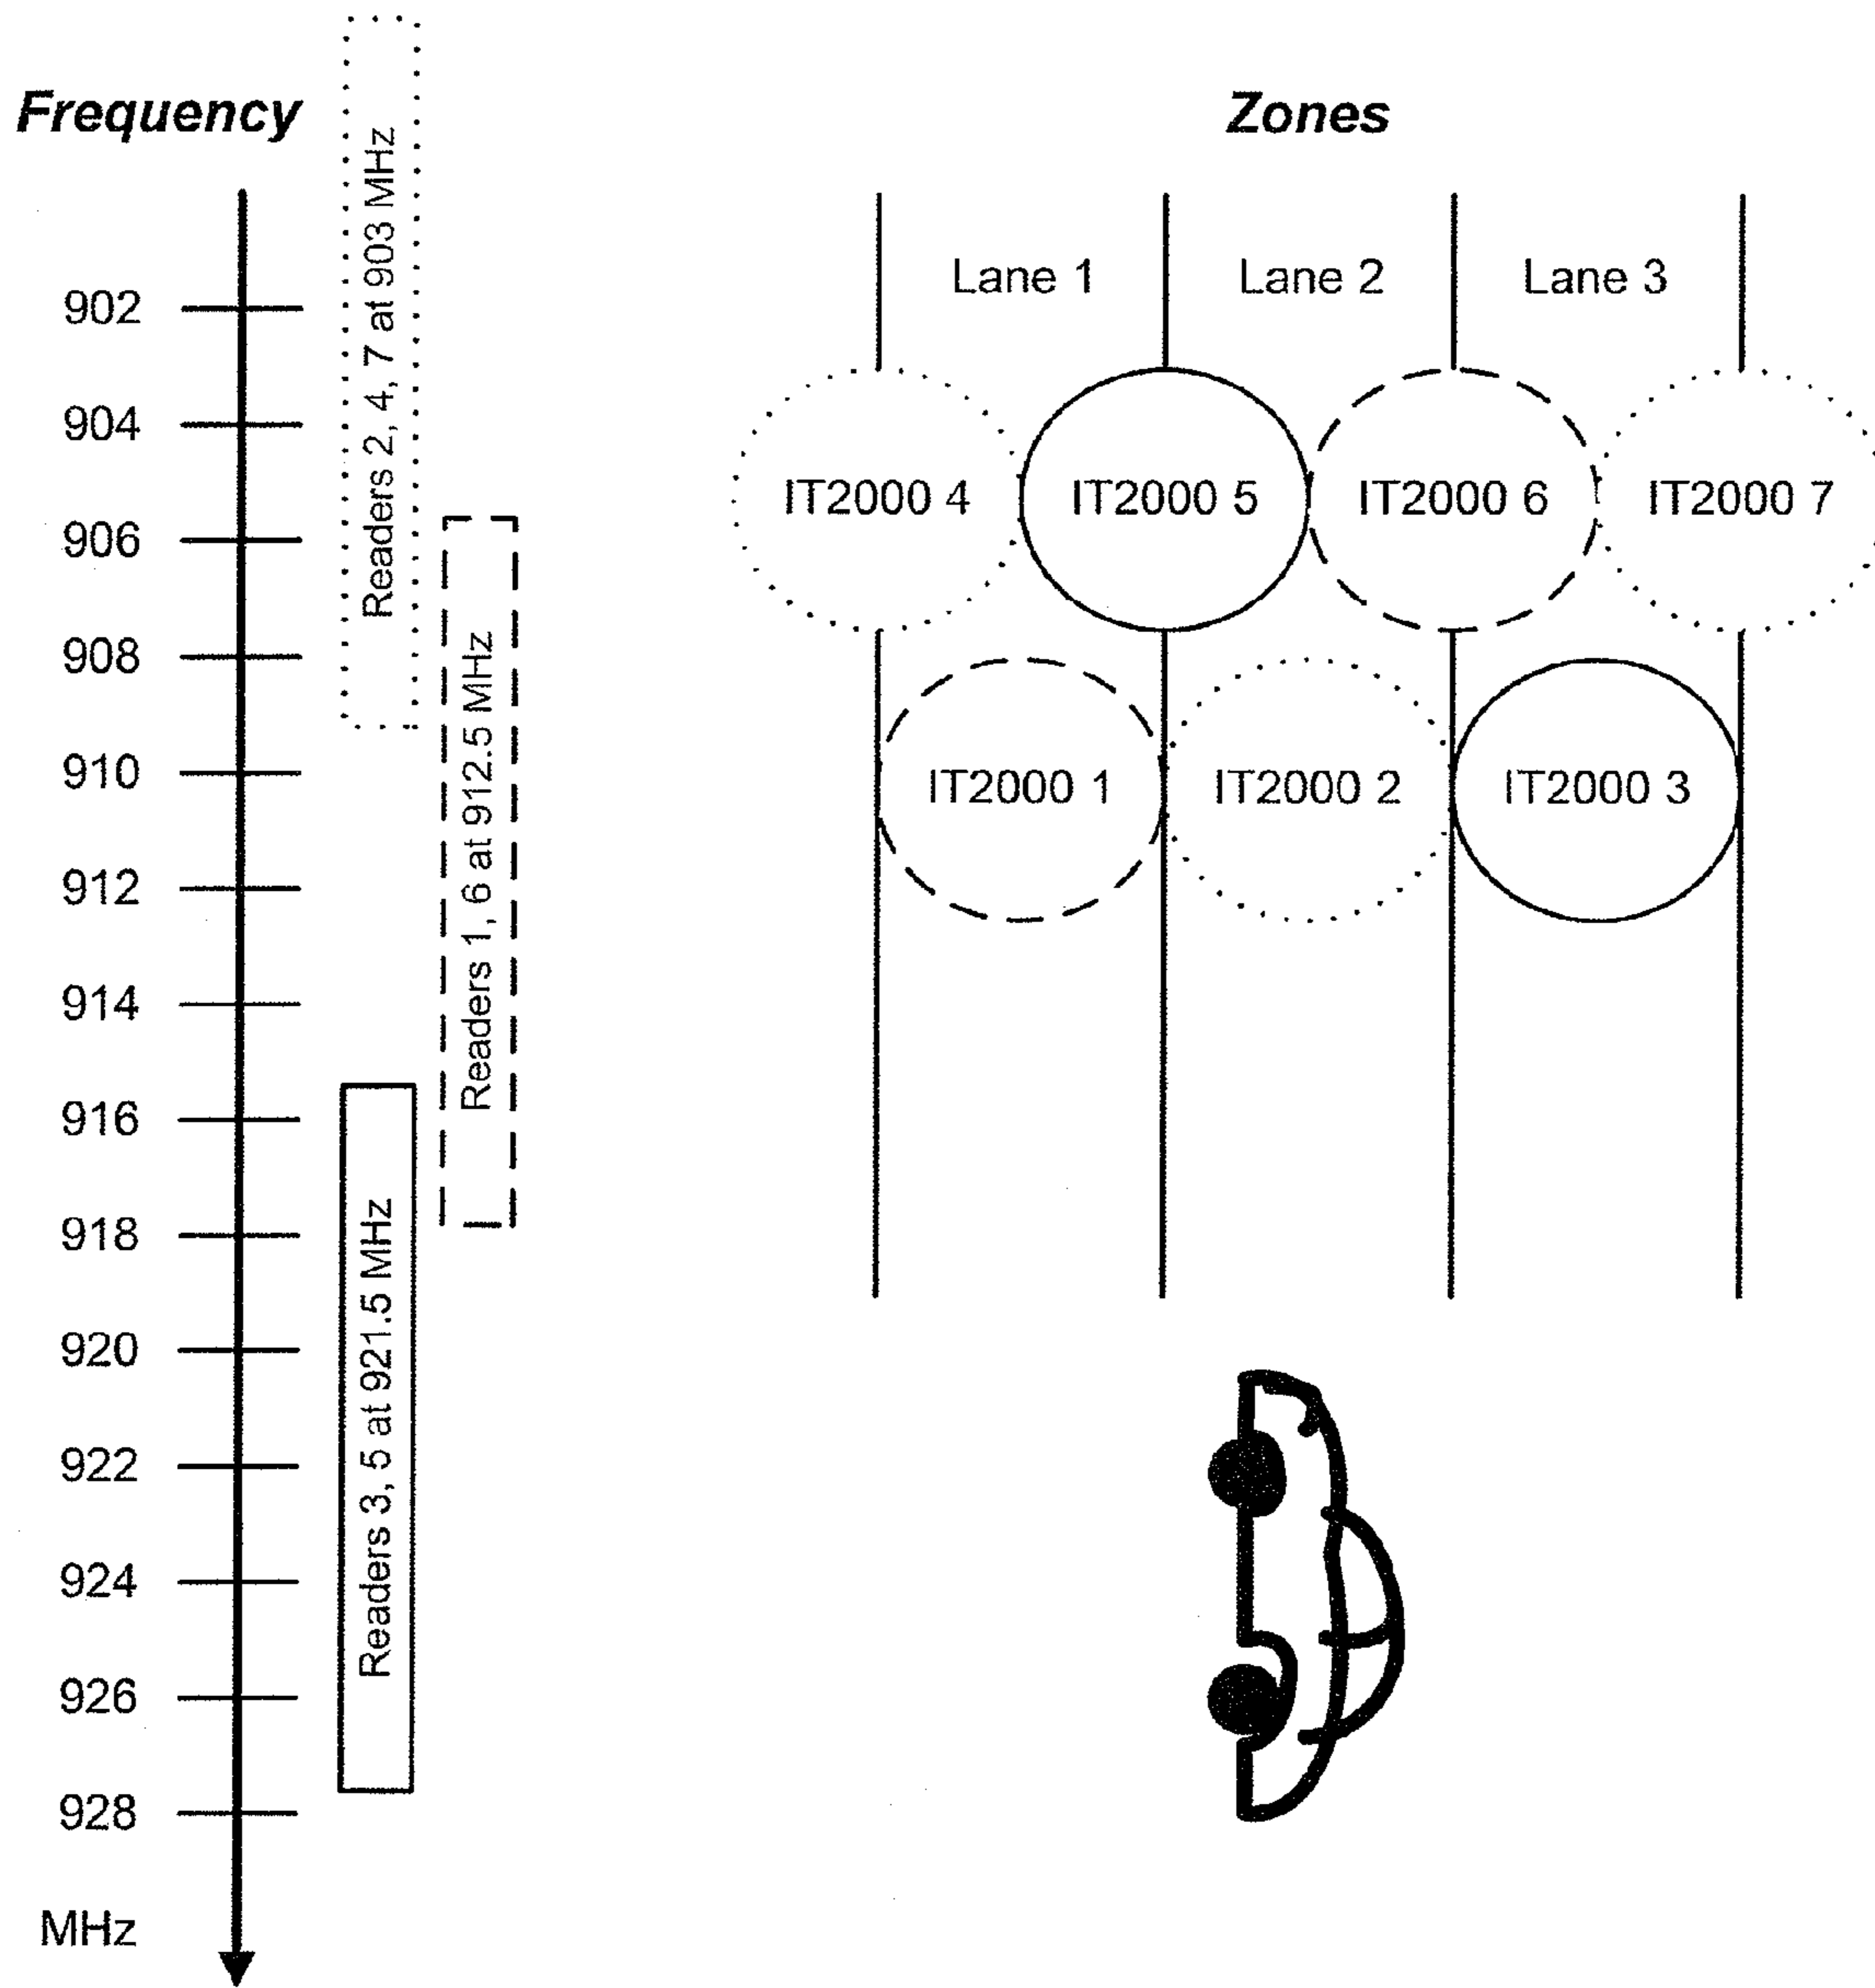 Frequency
902
904
906
908
910
912
914
916
918
920
922
924
926
928
MHz
Readers 2, 4, 7 at 903 MHz
Readers 1, 6 at 912.5 MHz
Readers 3, 5 at 921.5 MHz
Zones
Lane 1 Lane 2 Lane 3
IT2000 4 IT2000 5 IT2000 6 IT2000 7
IT2000 1 IT2000 2 IT2000 3